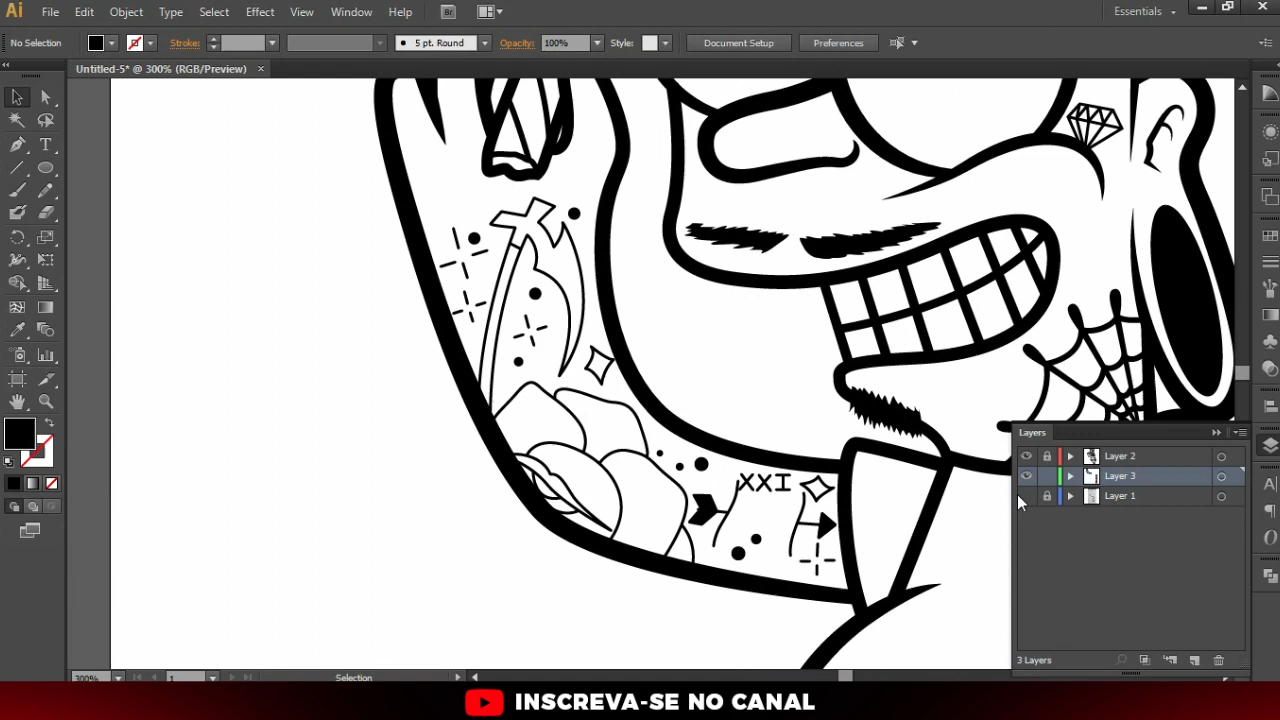 Ai File Edit Object Type Select Effect View Window Help Br Essentials
No Selection Stroke: 5 pt. Round Opacity: 100% Style: Document Setup Preferences
Untitled-5* @ 300% (RGB/Preview)
XXI
Layers
Layer 2
Layer 3
Layer 1
3 Layers
300% 1 Selection
INSCREVA-SE NO CANAL